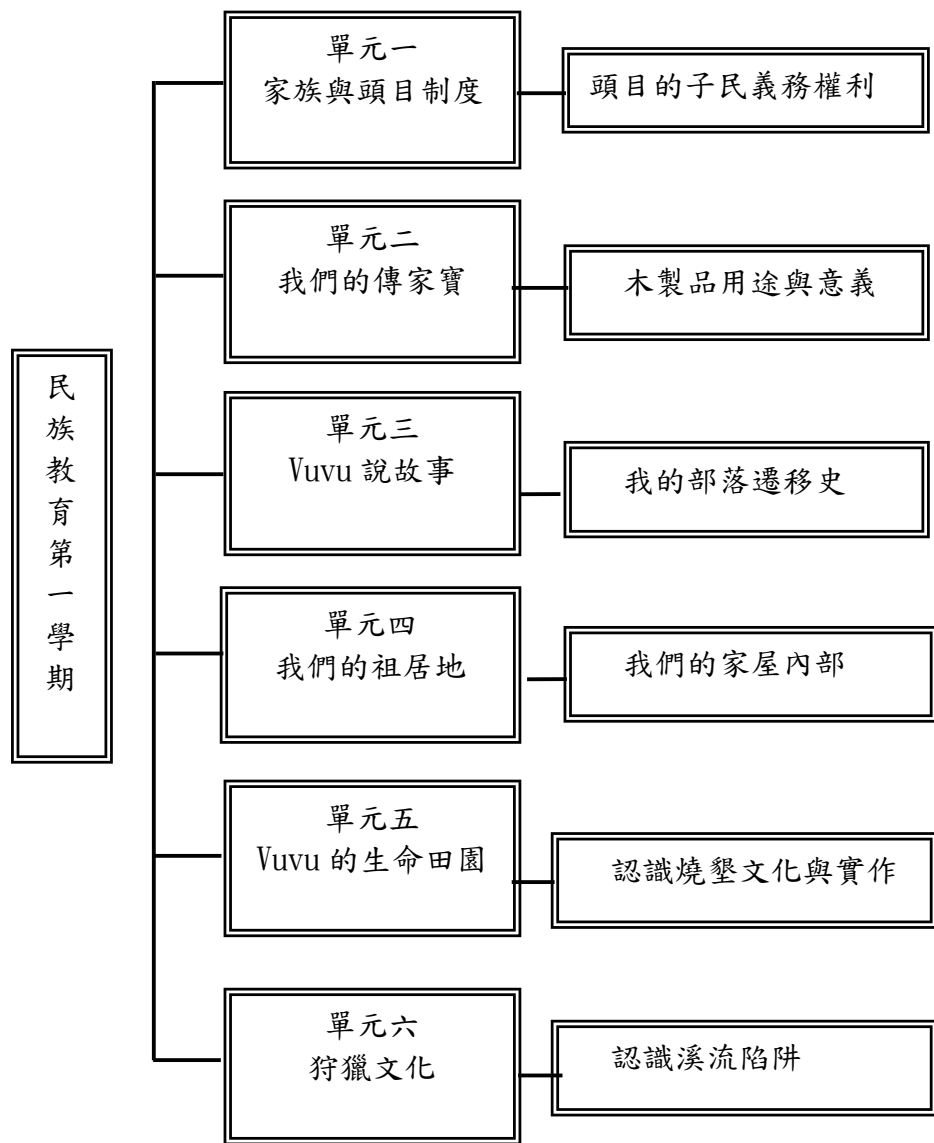 民族教育第一學期
單元一
家族與頭目制度
頭目的子民義務權利
單元二
我們的傳家寶
木製品用途與意義
單元三
Vuvu 說故事
我的部落遷移史
單元四
我們的祖居地
我們的家屋內部
單元五
Vuvu 的生命田園
認識燒墾文化與實作
單元六
狩獵文化
認識溪流陷阱